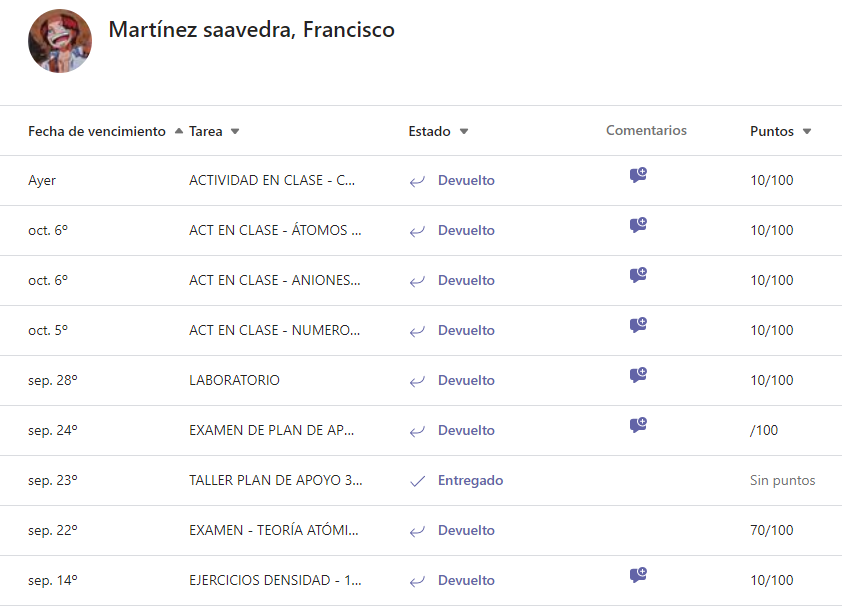 Martínez saavedra, Francisco
Fecha de vencimiento Tarea Estado Comentarios Puntos
Ayer ACTIVIDAD EN CLASE - C... Devuelto 10/100
oct. 6º ACT EN CLASE - ÁTOMOS ... Devuelto 10/100
oct. 6º ACT EN CLASE - ANIONES... Devuelto 10/100
oct. 5º ACT EN CLASE - NUMERO... Devuelto 10/100
sep. 28º LABORATORIO Devuelto 10/100
sep. 24º EXAMEN DE PLAN DE AP... Devuelto /100
sep. 23º TALLER PLAN DE APOYO 3... Entregado Sin puntos
sep. 22º EXAMEN - TEORÍA ATÓMI... Devuelto 70/100
sep. 14º EJERCICIOS DENSIDAD - 1... Devuelto 10/100